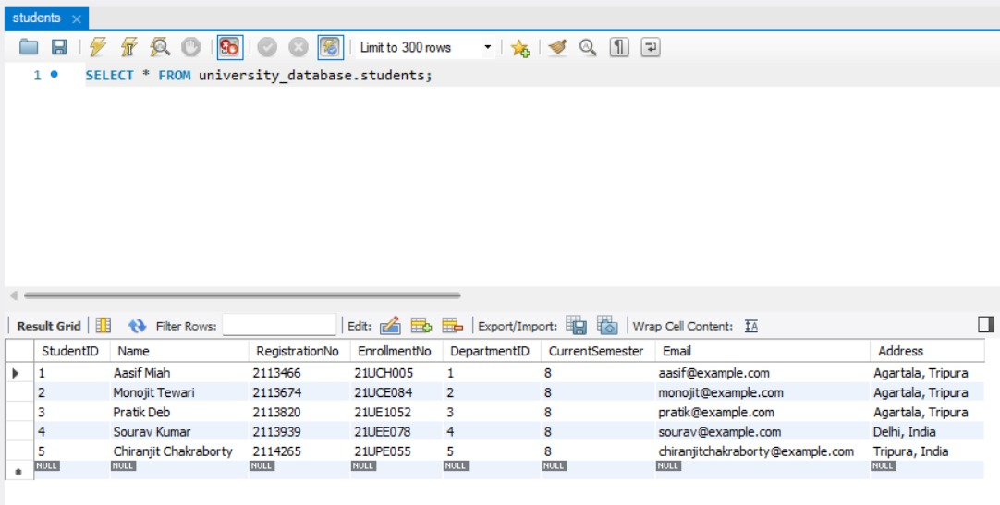 students
Limit to 300 rows
1 SELECT * FROM university_database.students;
Result Grid Filter Rows: Edit: Export/Import: Wrap Cell Content: IA
StudentID Name RegistrationNo EnrollmentNo DepartmentID CurrentSemester Email Address
1 Aasif Miah 2113466 21UCH005 1 8 aasif@example.com Agartala, Tripura
2 Monojit Tewari 2113674 21UCE084 2 8 monojit@example.com Agartala, Tripura
3 Pratik Deb 2113820 21UE1052 3 8 pratik@example.com Agartala, Tripura
4 Sourav Kumar 2113939 21UEE078 4 8 sourav@example.com Delhi, India
5 Chiranjit Chakraborty 2114265 21UPE055 5 8 chiranjitchakraborty@example.com Tripura, India
NULL NULL NULL NULL NULL NULL NULL NULL